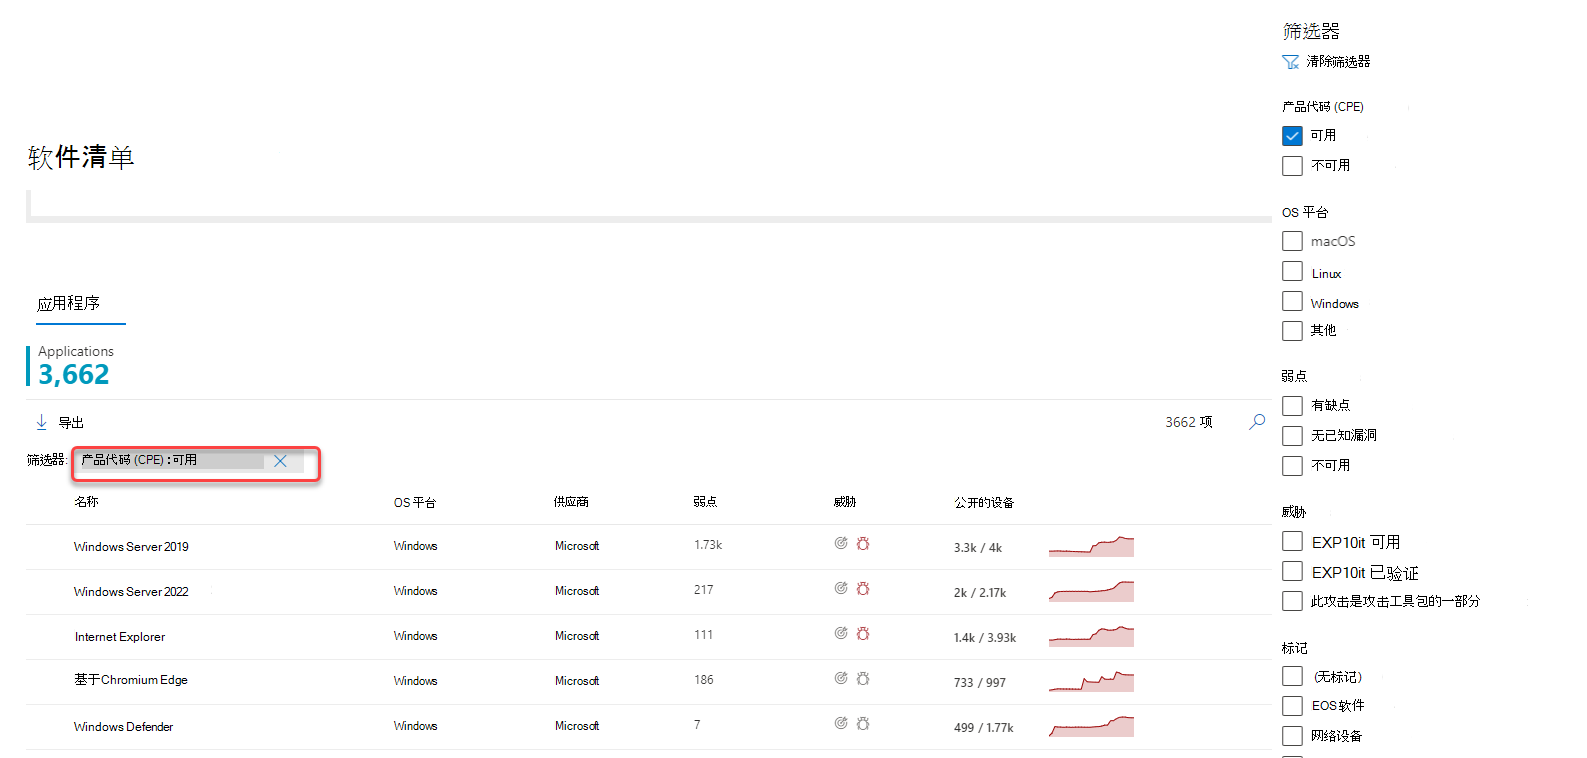 软件清单
应用程序
Applications
3,662
导出
3662 项
筛选器: 产品代码 (CPE) :可用
名称 OS 平台 供应商 弱点 威胁 公开的设备
Windows Server 2019 Windows Microsoft 1.73k 3.3k / 4k
Windows Server 2022 Windows Microsoft 217 2k / 2.17k
Internet Explorer Windows Microsoft 111 1.4k / 3.93k
基于Chromium Edge Windows Microsoft 186 733 / 997
Windows Defender Windows Microsoft 7 499 / 1.77k
筛选器
清除筛选器
产品代码 (CPE)
可用
不可用
OS 平台
macOS
Linux
Windows
其他
弱点
有缺点
无已知漏洞
不可用
威胁
EXP10it 可用
EXP10it 已验证
此攻击是攻击工具包的一部分
标记
(无标记)
EOS软件
网络设备